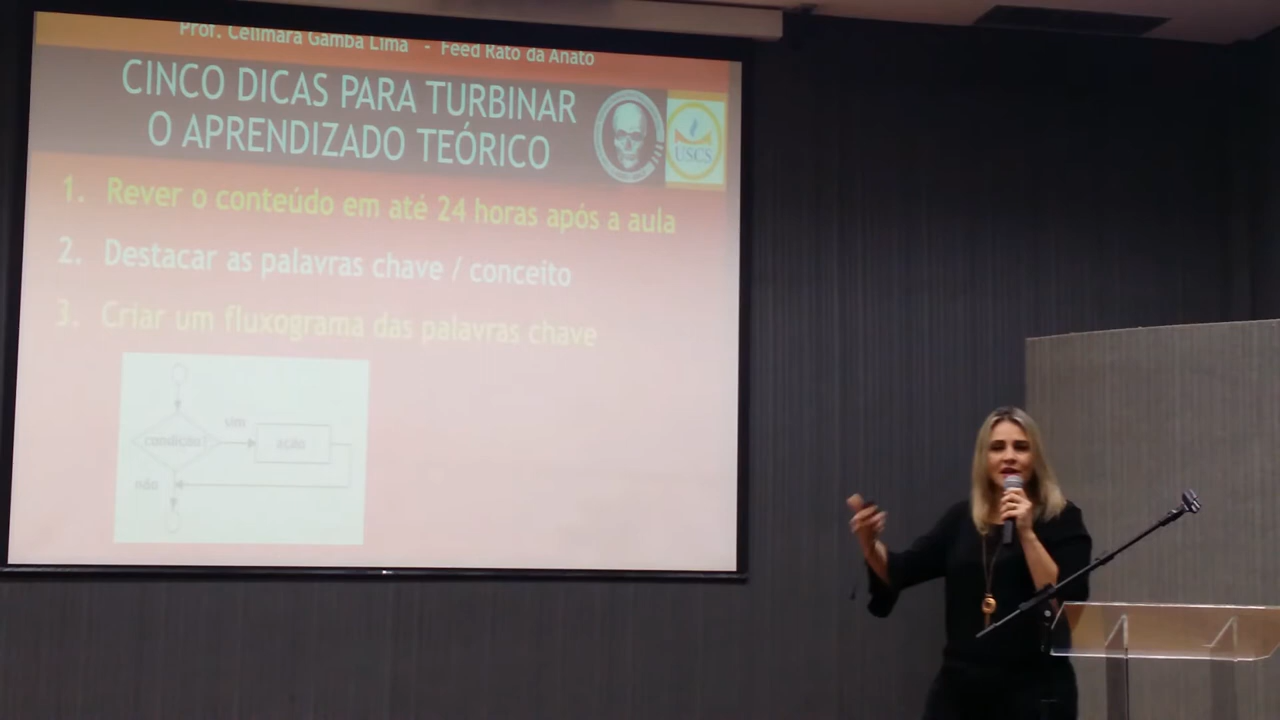 Prof. Celimara Gamba Lima - Feed Rato da Anato
CINCO DICAS PARA TURBINAR
O APRENDIZADO TEÓRICO
USCS
1. Rever o conteúdo em até 24 horas após a aula
2. Destacar as palavras chave / conceito
3. Criar um fluxograma das palavras chave
sim
condição
ação
não